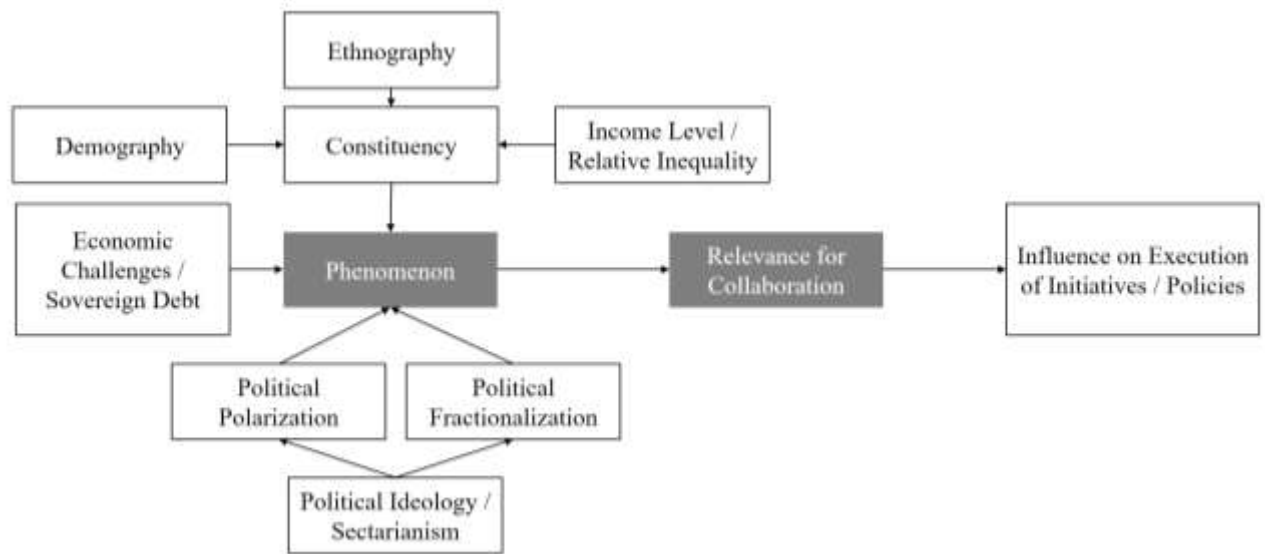 Ethnography
Demography
Constituency
Income Level /
Relative Inequality
Economic
Challenges /
Sovereign Debt
Phenomenon
Relevance for
Collaboration
Influence on Execution
of Initiatives / Policies
Political
Polarization
Political
Fractionalization
Political Ideology /
Sectarianism